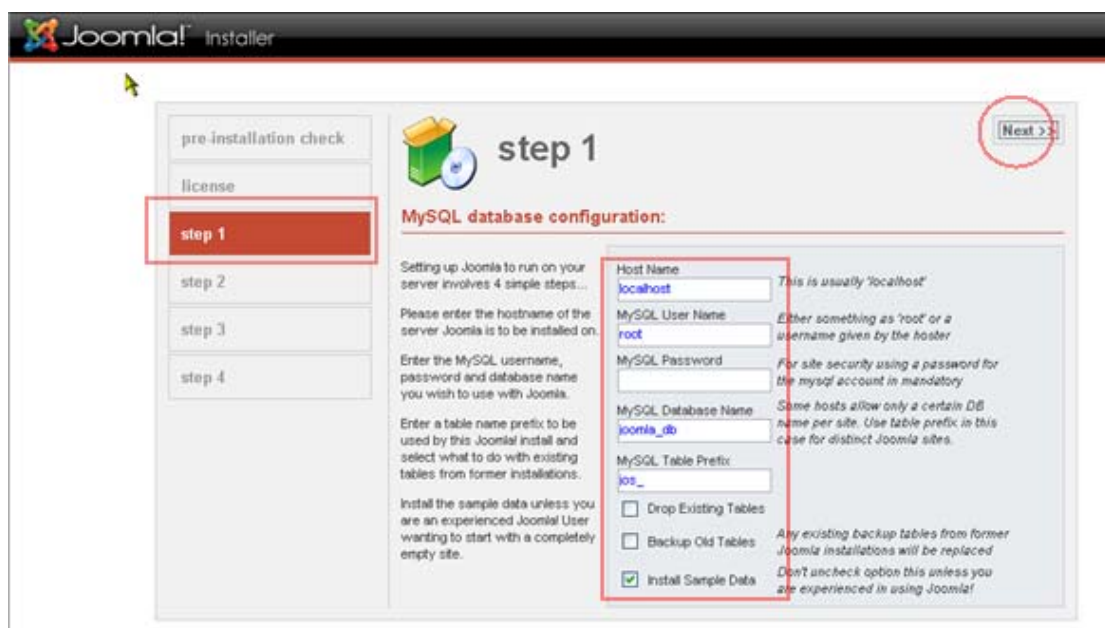 Joomla! Installer
pre-installation check
license
step 1
step 2
step 3
step 4
step 1
Next >>
MySQL database configuration:
Setting up Joomla to run on your
server involves 4 simple steps...
Please enter the hostname of the
server Joomla is to be installed on.
Enter the MySQL username,
password and database name
you wish to use with Joomla.
Enter a table name prefix to be
used by this Joomla! install and
select what to do with existing
tables from former installations.
Install the sample data unless you
are an experienced Joomla! User
wanting to start with a completely
empty site.
Host Name
localhost
This is usually 'localhost'
MySQL User Name
root
Either something as 'root' or a
username given by the hoster
MySQL Password
For site security using a password for
the mysql account in mandatory
MySQL Database Name
joomla_db
Some hosts allow only a certain DB
name per site. Use table prefix in this
case for distinct Joomla sites.
MySQL Table Prefix
jos_
Drop Existing Tables
Backup Old Tables
Any existing backup tables from former
Joomla installations will be replaced
Install Sample Data
Don't uncheck option this unless you
are experienced in using Joomla!